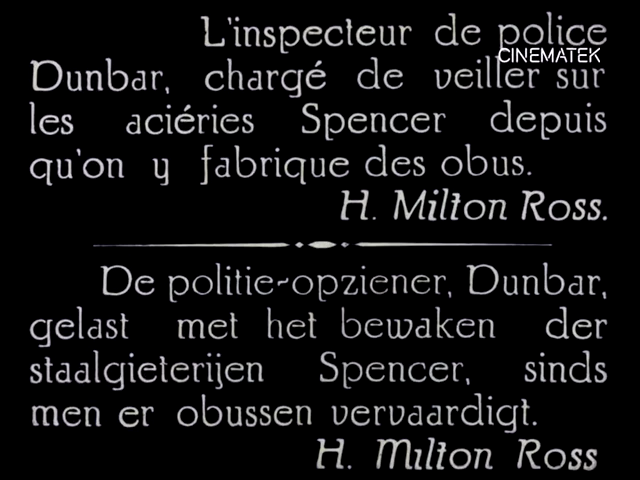 L'inspecteur de police
CINEMATEK
Dunbar, chargé de veiller sur
les aciéries Spencer depuis
qu'on y fabrique des obus.
H. Milton Ross.
De politie-opziener, Dunbar,
gelast met het bewaken der
staalgieterijen Spencer, sinds
men er obussen vervaardigt.
H. Milton Ross